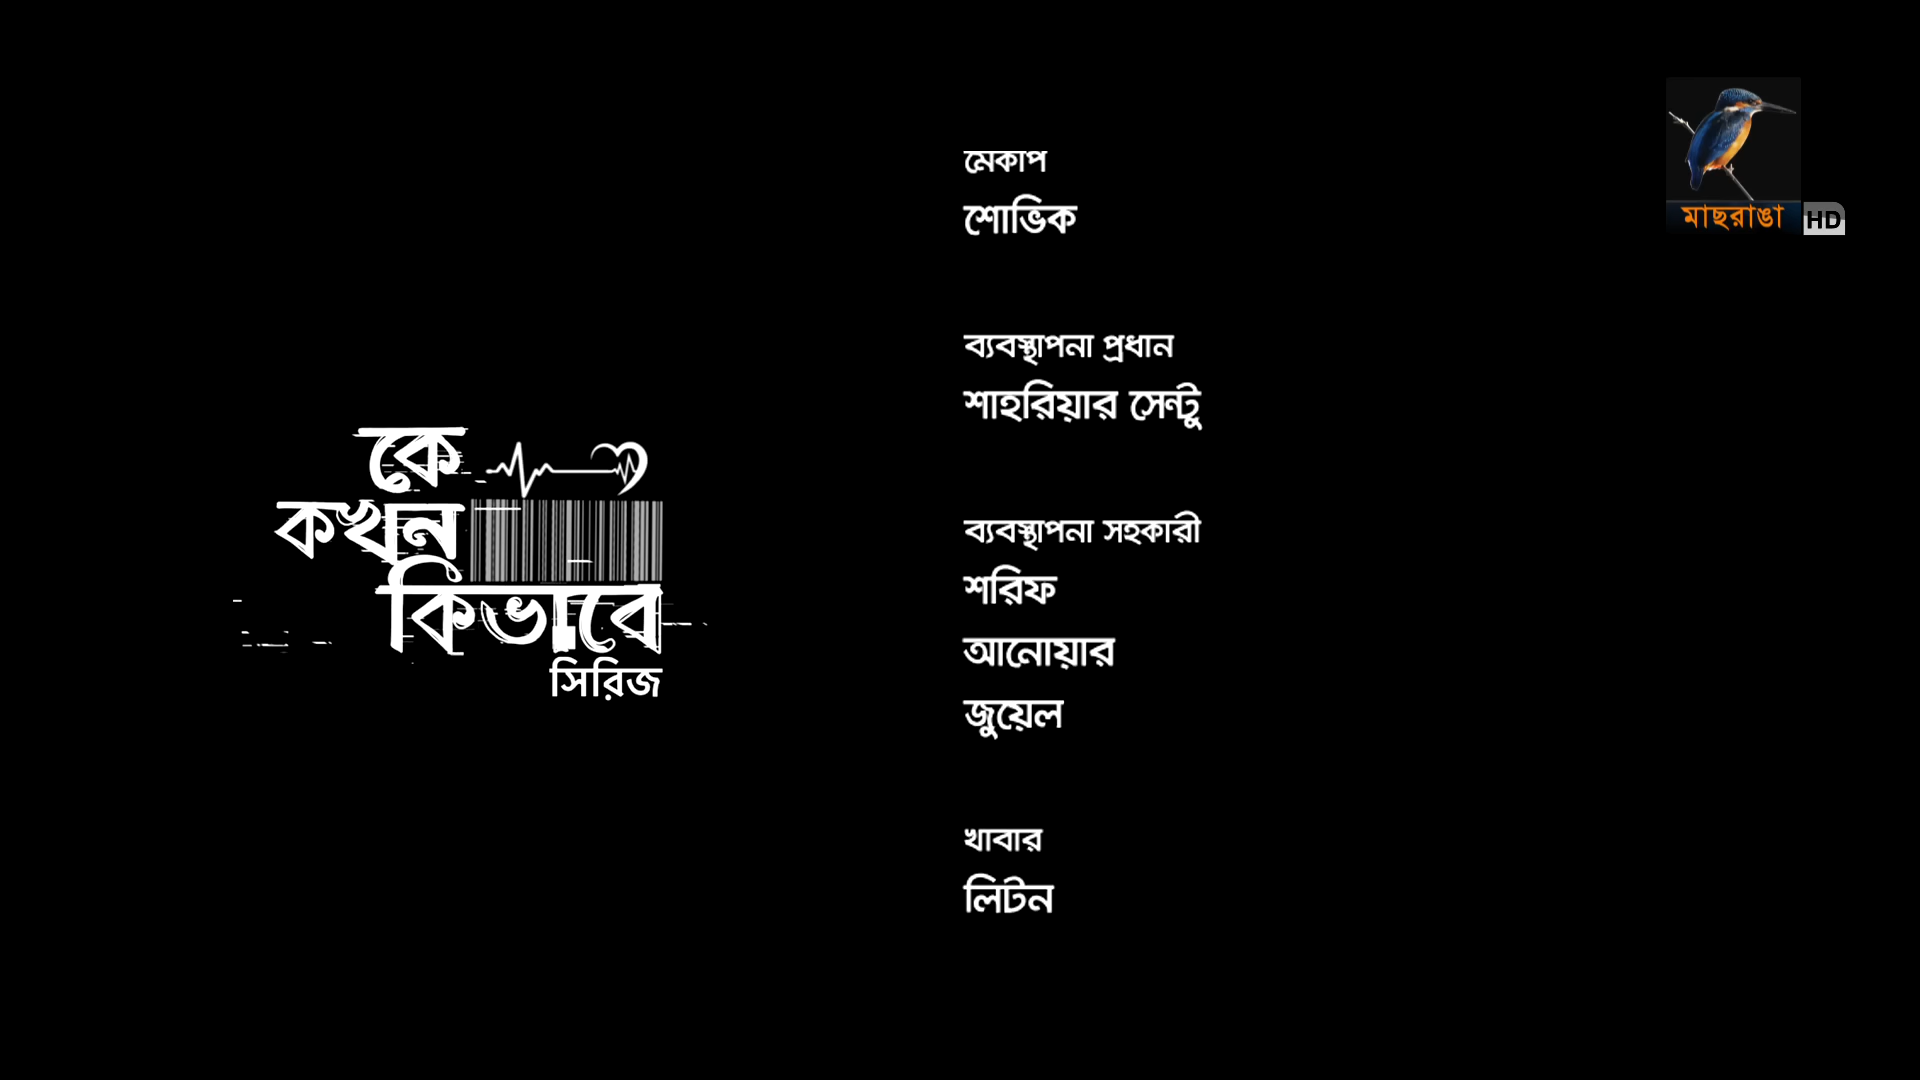 কে
কখন
কিভাবে
সিরিজ
মেকাপ
শোভিক
ব্যবস্থাপনা প্রধান
শাহরিয়ার সেন্টু
ব্যবস্থাপনা সহকারী
শরিফ
আনোয়ার
জুয়েল
খাবার
লিটন
মাছরাঙা
HD